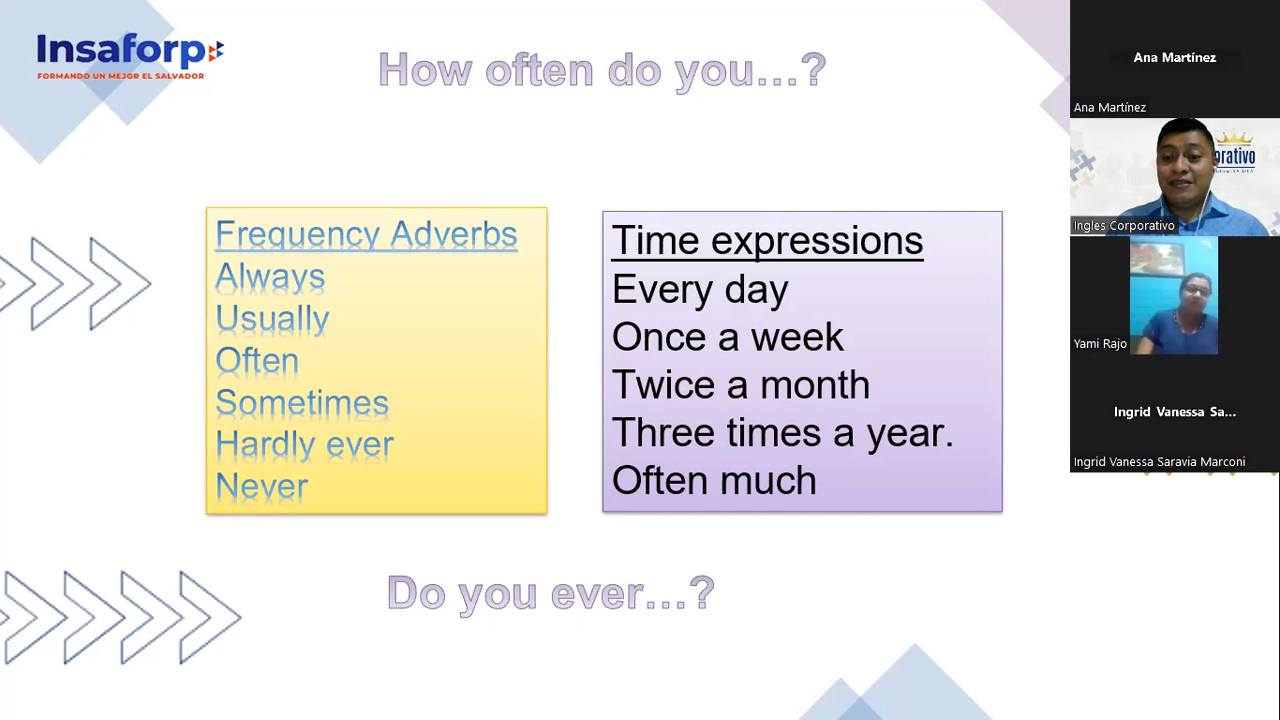 Insaforp
FORMANDO UN MEJOR EL SALVADOR
How often do you...?
Frequency Adverbs
Always
Usually
Often
Sometimes
Hardly ever
Never
Time expressions
Every day
Once a week
Twice a month
Three times a year.
Often much
Do you ever...?
Ana Martínez
Ana Martínez
orativo
Ingles Corporativo
Yami Rajo
Ingrid Vanessa Sa...
Ingrid Vanessa Saravia Marconi